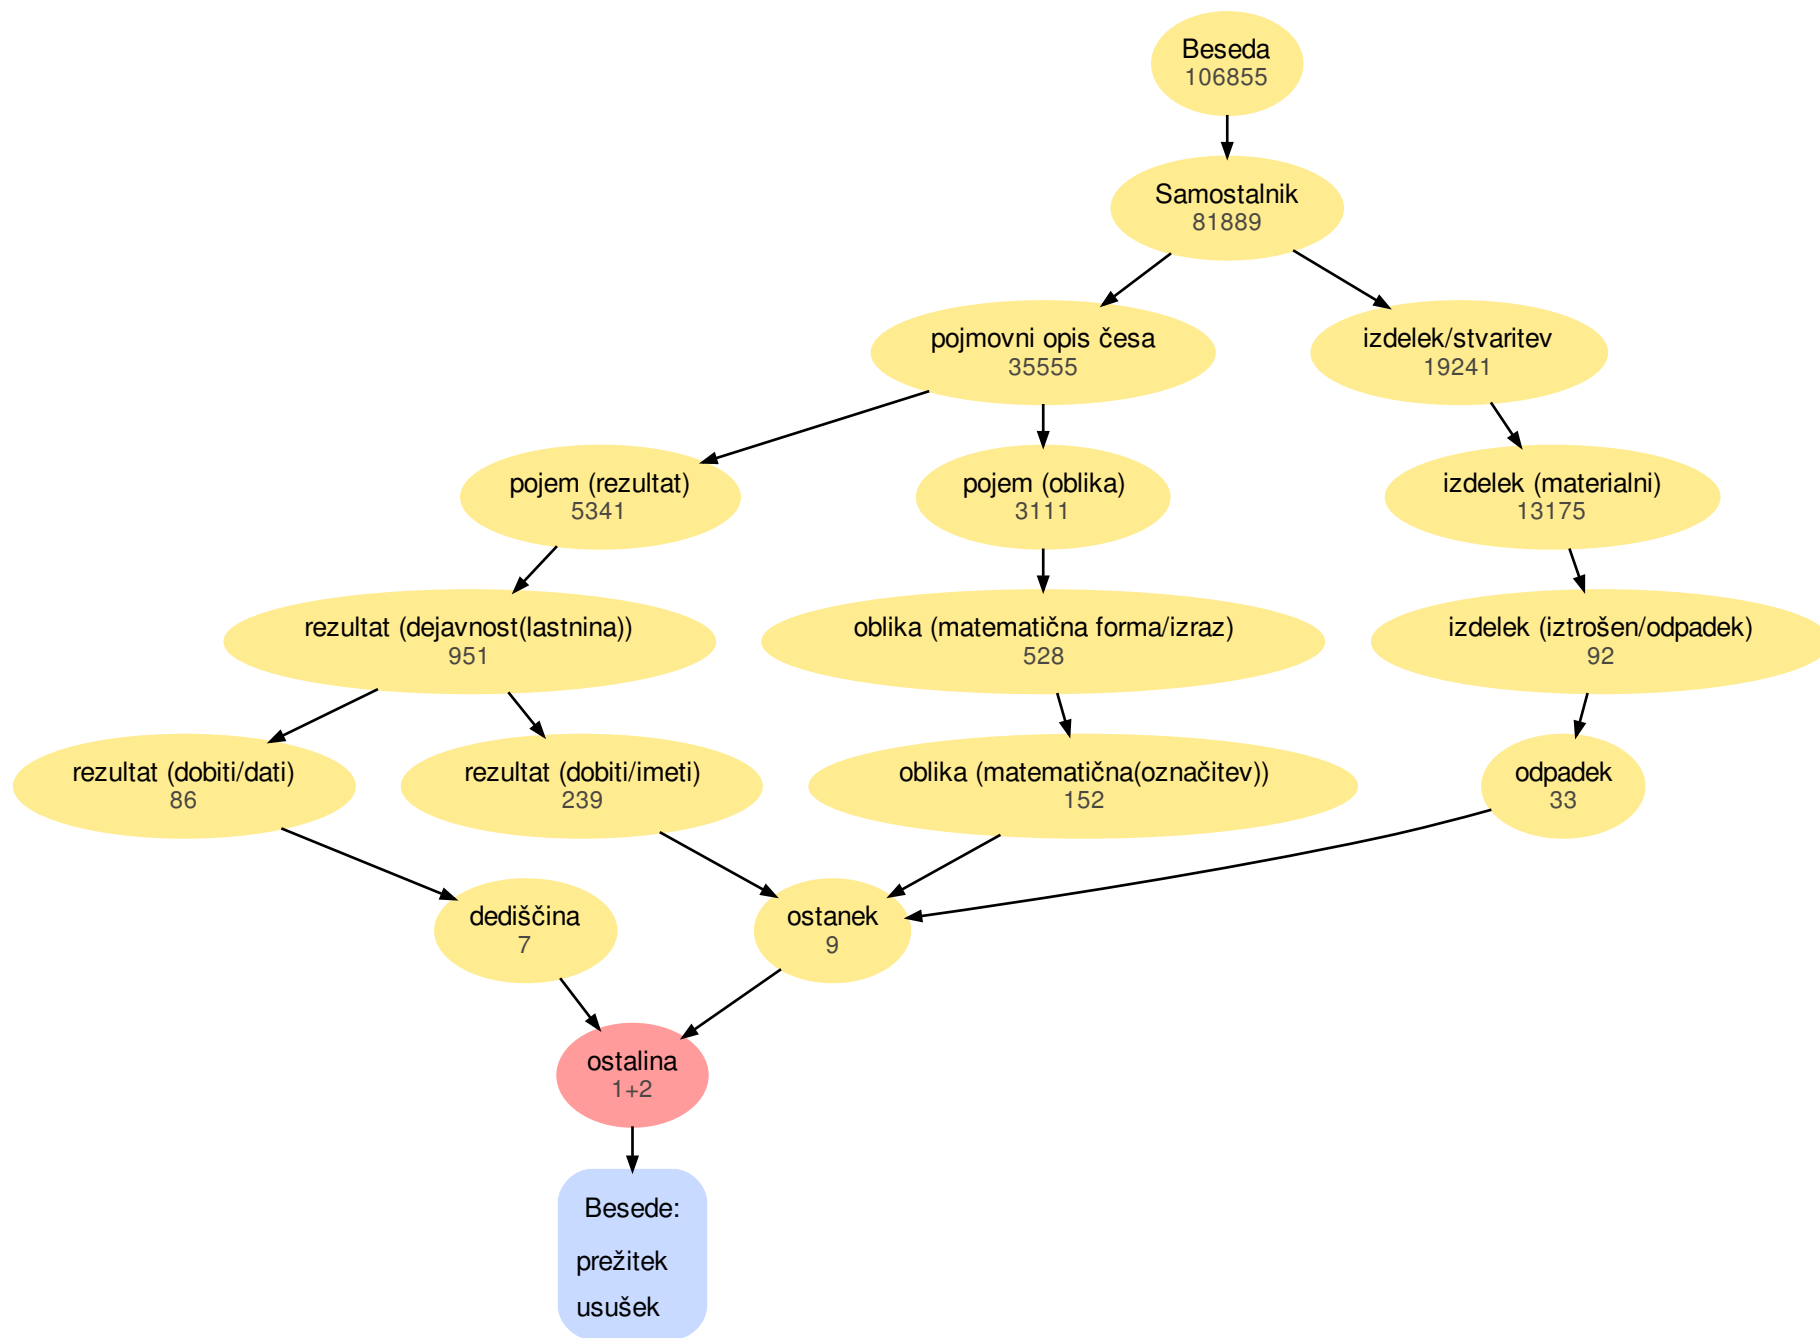 Beseda
106855
Samostalnik
81889
pojmovni opis česa
35555
izdelek/stvaritev
19241
pojem (rezultat)
5341
pojem (oblika)
3111
izdelek (materialni)
13175
rezultat (dejavnost(lastnina))
951
oblika (matematična forma/izraz)
528
izdelek (iztrošen/odpadek)
92
rezultat (dobiti/dati)
86
rezultat (dobiti/imeti)
239
oblika (matematična(označitev))
152
odpadek
33
dediščina
7
ostanek
9
ostalina
1+2
Besede:
prežitek
usušek